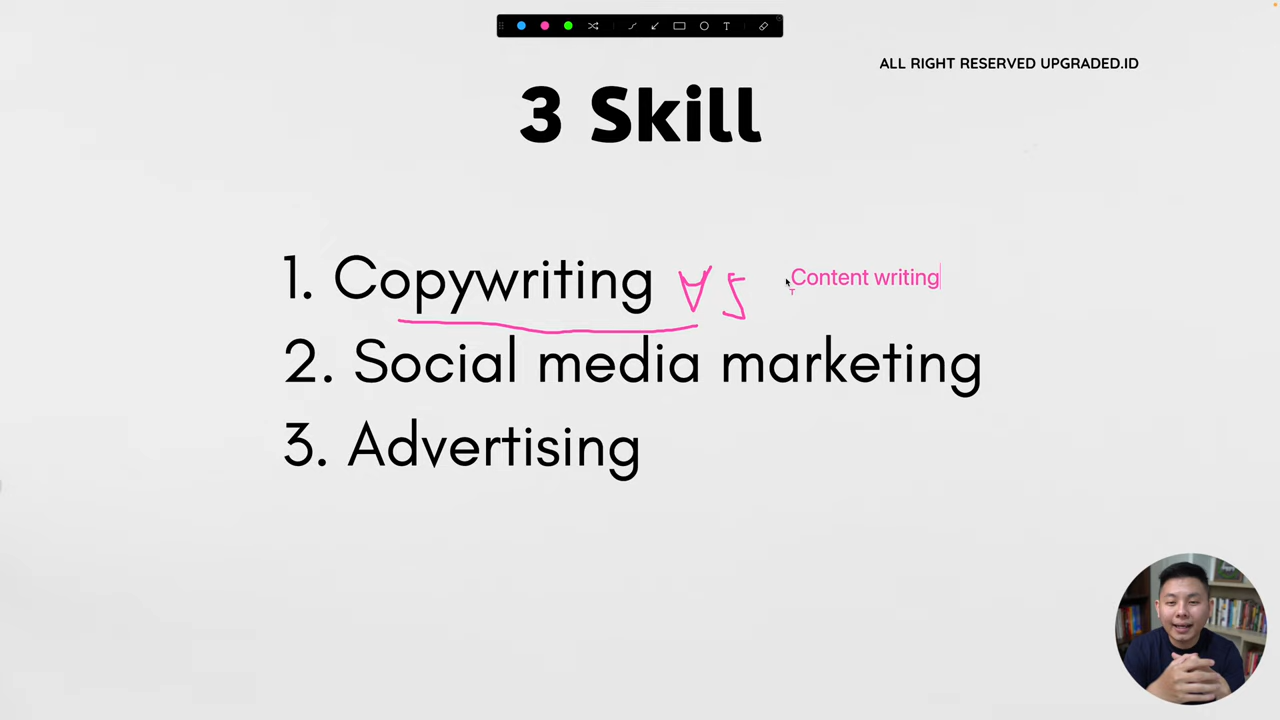 ALL RIGHT RESERVED UPGRADED.ID
3 Skill
1. Copywriting VS Content writing
2. Social media marketing
3. Advertising